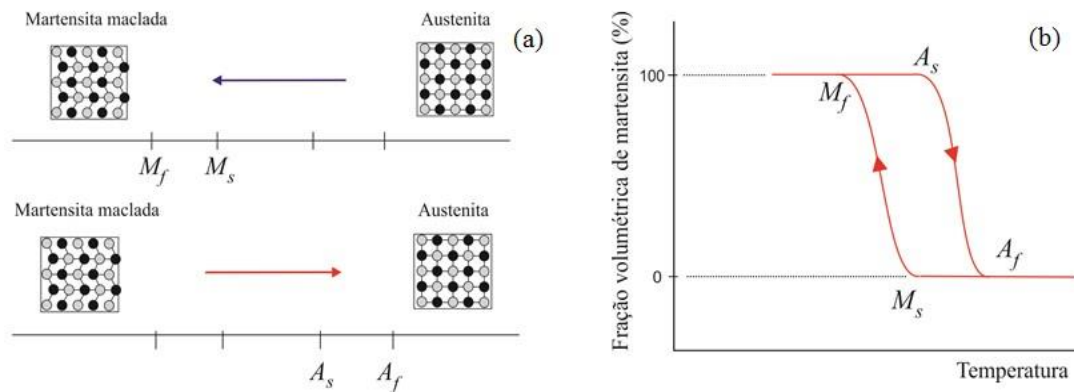 Martensita maclada
Austenita
(a)
M_f
M_s
Martensita maclada
Austenita
A_s
A_f
(b)
Fração volumétrica de martensita (%)
100
0
M_f
A_s
M_s
A_f
Temperatura